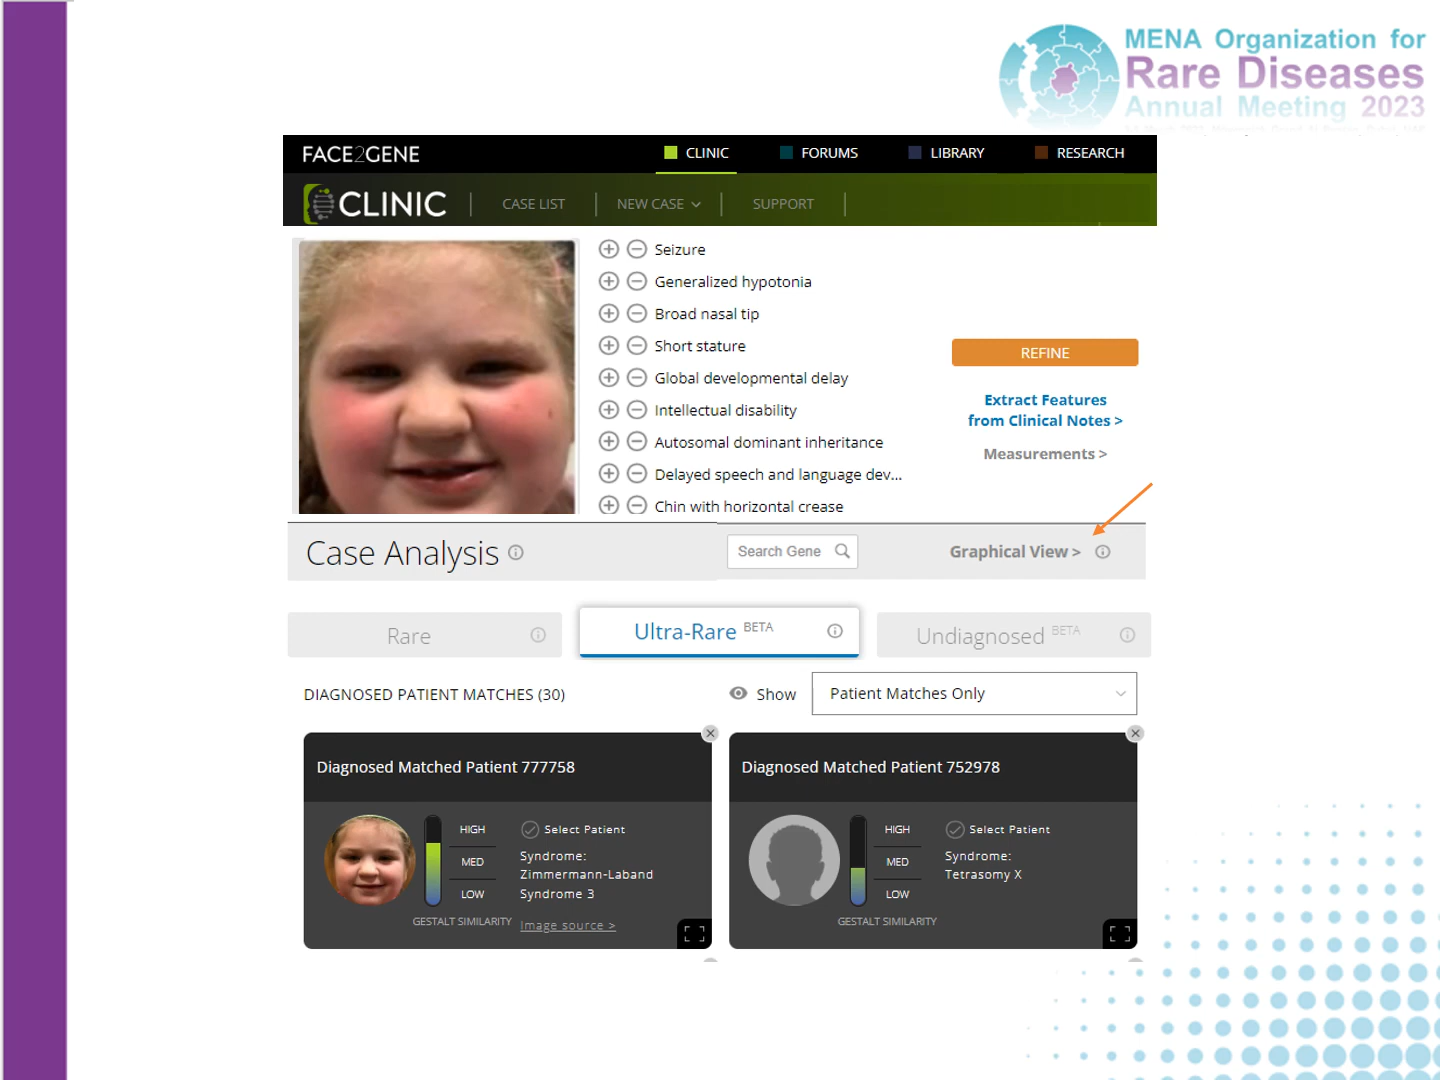 MENA Organization for
Rare Diseases
Annual Meeting 2023
FACE2GENE
CLINIC
FORUMS
LIBRARY
RESEARCH
CLINIC
CASE LIST
NEW CASE
SUPPORT
Seizure
Generalized hypotonia
Broad nasal tip
Short stature
Global developmental delay
Intellectual disability
Autosomal dominant inheritance
Delayed speech and language dev...
Chin with horizontal crease
REFINE
Extract Features
from Clinical Notes >
Measurements >
Case Analysis
Search Gene
Graphical View >
Rare
Ultra-Rare BETA
Undiagnosed BETA
DIAGNOSED PATIENT MATCHES (30)
Show
Patient Matches Only
Diagnosed Matched Patient 777758
HIGH
MED
LOW
GESTALT SIMILARITY
Select Patient
Syndrome:
Zimmermann-Laband
Syndrome 3
Image source >
Diagnosed Matched Patient 752978
HIGH
MED
LOW
GESTALT SIMILARITY
Select Patient
Syndrome:
Tetrasomy X